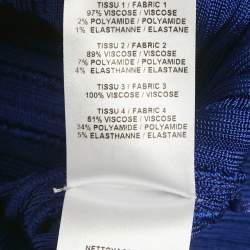 TISSU 1 / FABRIC 1
97% VISCOSE / VISCOSE
2% POLYAMIDE / POLYAMIDE
1% ELASTHANNE / ELASTANE
TISSU 2 / FABRIC 2
89% VISCOSE / VISCOSE
7% POLYAMIDE / POLYAMIDE
4% ELASTHANNE / ELASTANE
TISSU 3 / FABRIC 3
100% VISCOSE / VISCOSE
TISSU 4 / FABRIC 4
61% VISCOSE / VISCOSE
34% POLYAMIDE / POLYAMIDE
5% ELASTHANNE / ELASTANE